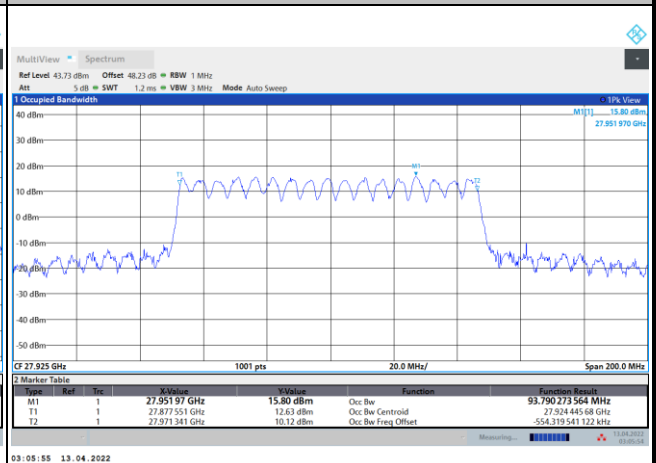 MultiView Spectrum
Ref Level 43.73 dBm Offset 48.23 dB RBW 1 MHz
Att 5 dB SWT 1.2 ms VBW 3 MHz Mode Auto Sweep
1 Occupied Bandwidth 1Pk View
M1[1] 15.80 dBm
27.951 970 GHz
40 dBm
30 dBm
20 dBm
T1
M1
T2
10 dBm
0 dBm
-10 dBm
-20 dBm
-30 dBm
-40 dBm
-50 dBm
CF 27.925 GHz 1001 pts 20.0 MHz/ Span 200.0 MHz
2 Marker Table
Type Ref Trc X-Value Y-Value Function Function Result
M1 1 27.951 97 GHz 15.80 dBm Occ Bw 93.790 273 564 MHz
T1 1 27.877 551 GHz 12.63 dBm Occ Bw Centroid 27.924 445 68 GHz
T2 1 27.971 341 GHz 10.12 dBm Occ Bw Freq Offset -554.319 541 122 kHz
Measuring... 13.04.2022
03:05:54
03:05:55 13.04.2022